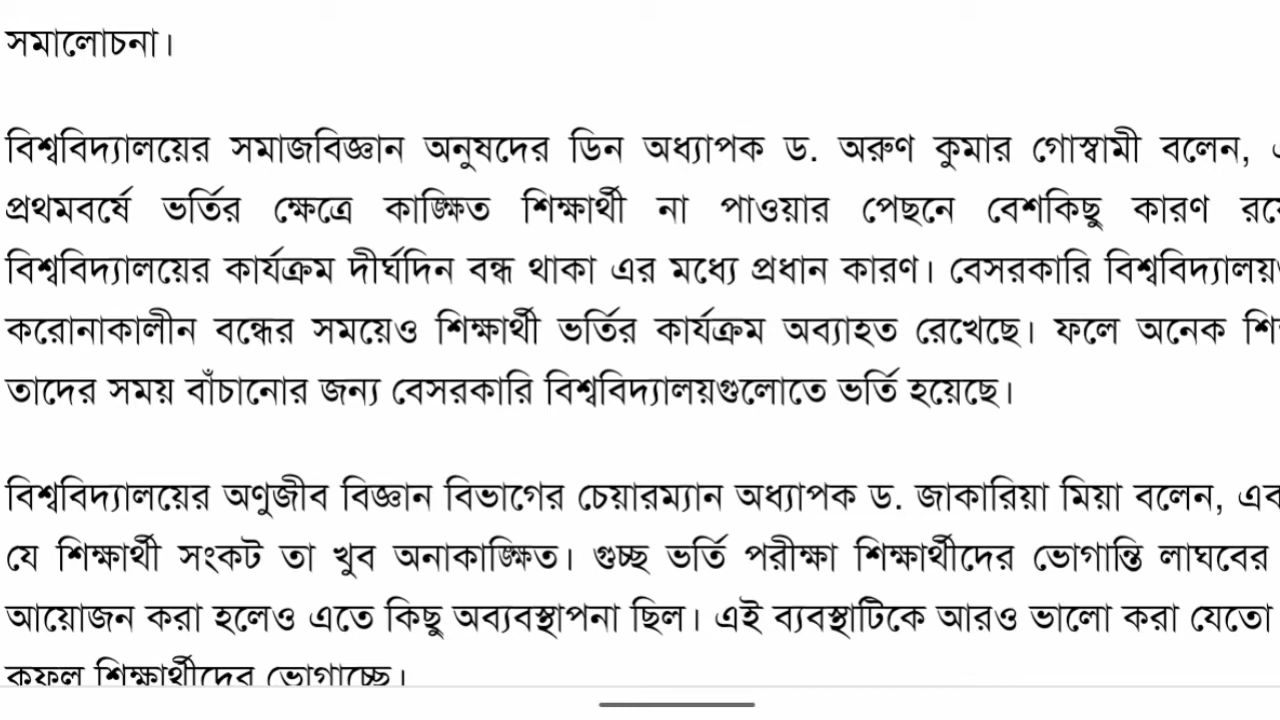 সমালোচনা।
বিশ্ববিদ্যালয়ের সমাজবিজ্ঞান অনুষদের ডিন অধ্যাপক ড. অরুণ কুমার গোস্বামী বলেন,
প্রথমবর্ষে ভর্তির ক্ষেত্রে কাঙ্ক্ষিত শিক্ষার্থী না পাওয়ার পেছনে বেশকিছু কারণ
বিশ্ববিদ্যালয়ের কার্যক্রম দীর্ঘদিন বন্ধ থাকা এর মধ্যে প্রধান কারণ। বেসরকারি বিশ্ববিদ্যালয়
করোনাকালীন বন্ধের সময়েও শিক্ষার্থী ভর্তির কার্যক্রম অব্যাহত রেখেছে। ফলে অনেক
তাদের সময় বাঁচানোর জন্য বেসরকারি বিশ্ববিদ্যালয়গুলোতে ভর্তি হয়েছে।
বিশ্ববিদ্যালয়ের অণুজীব বিজ্ঞান বিভাগের চেয়ারম্যান অধ্যাপক ড. জাকারিয়া মিয়া বলেন,
যে শিক্ষার্থী সংকট তা খুব অনাকাঙ্ক্ষিত। গুচ্ছ ভর্তি পরীক্ষা শিক্ষার্থীদের ভোগান্তি লাঘবের
আয়োজন করা হলেও এতে কিছু অব্যবস্থাপনা ছিল। এই ব্যবস্থাটিকে আরও ভালো করা যেতো
কুফল শিক্ষার্থীদের ভোগাচ্ছে।